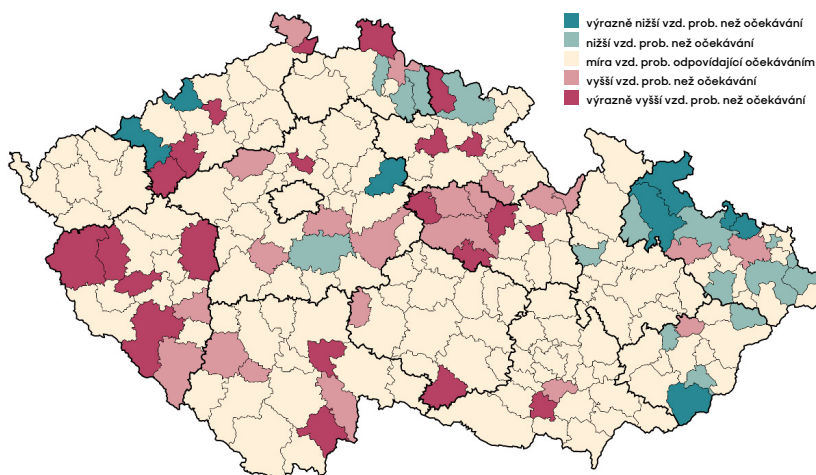 výrazně nižší vzd. prob. než očekávání
nižší vzd. prob. než očekávání
míra vzd. prob. odpovídající očekáváním
vyšší vzd. prob. než očekávání
výrazně vyšší vzd. prob. než očekávání